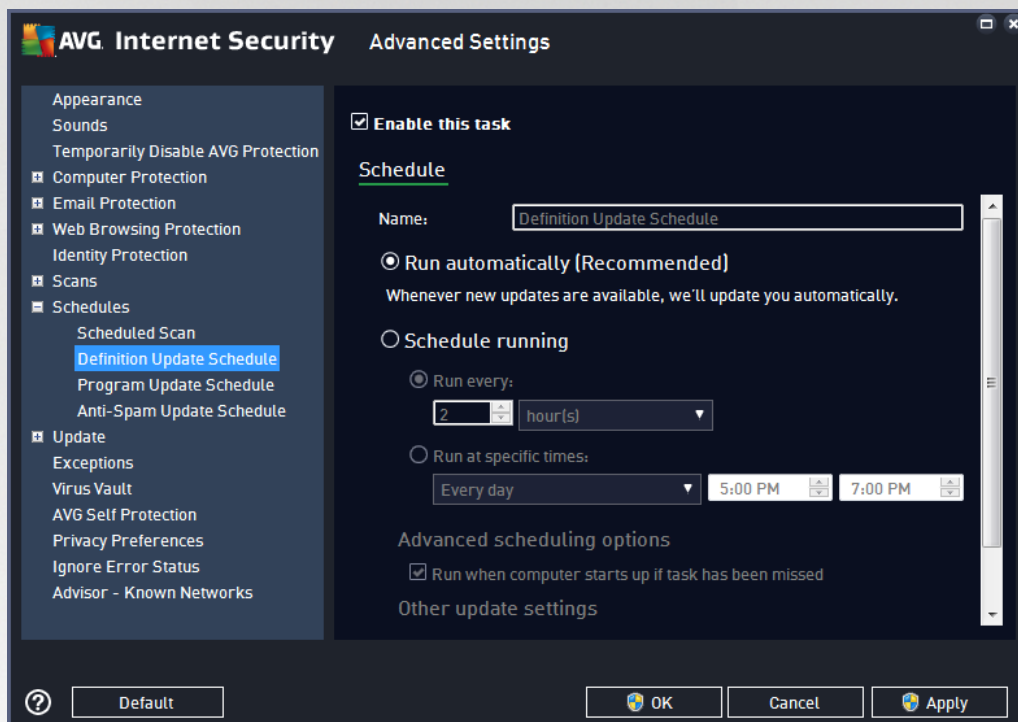 AVG. Internet Security Advanced Settings
Appearance
Sounds
Temporarily Disable AVG Protection
Computer Protection
Email Protection
Web Browsing Protection
Identity Protection
Scans
Schedules
Scheduled Scan
Definition Update Schedule
Program Update Schedule
Anti-Spam Update Schedule
Update
Exceptions
Virus Vault
AVG Self Protection
Privacy Preferences
Ignore Error Status
Advisor - Known Networks
Enable this task
Schedule
Name: Definition Update Schedule
Run automatically (Recommended)
Whenever new updates are available, we'll update you automatically.
Schedule running
Run every:
2 hour(s)
Run at specific times:
Every day 5:00 PM 7:00 PM
Advanced scheduling options
Run when computer starts up if task has been missed
Other update settings
? Default OK Cancel Apply